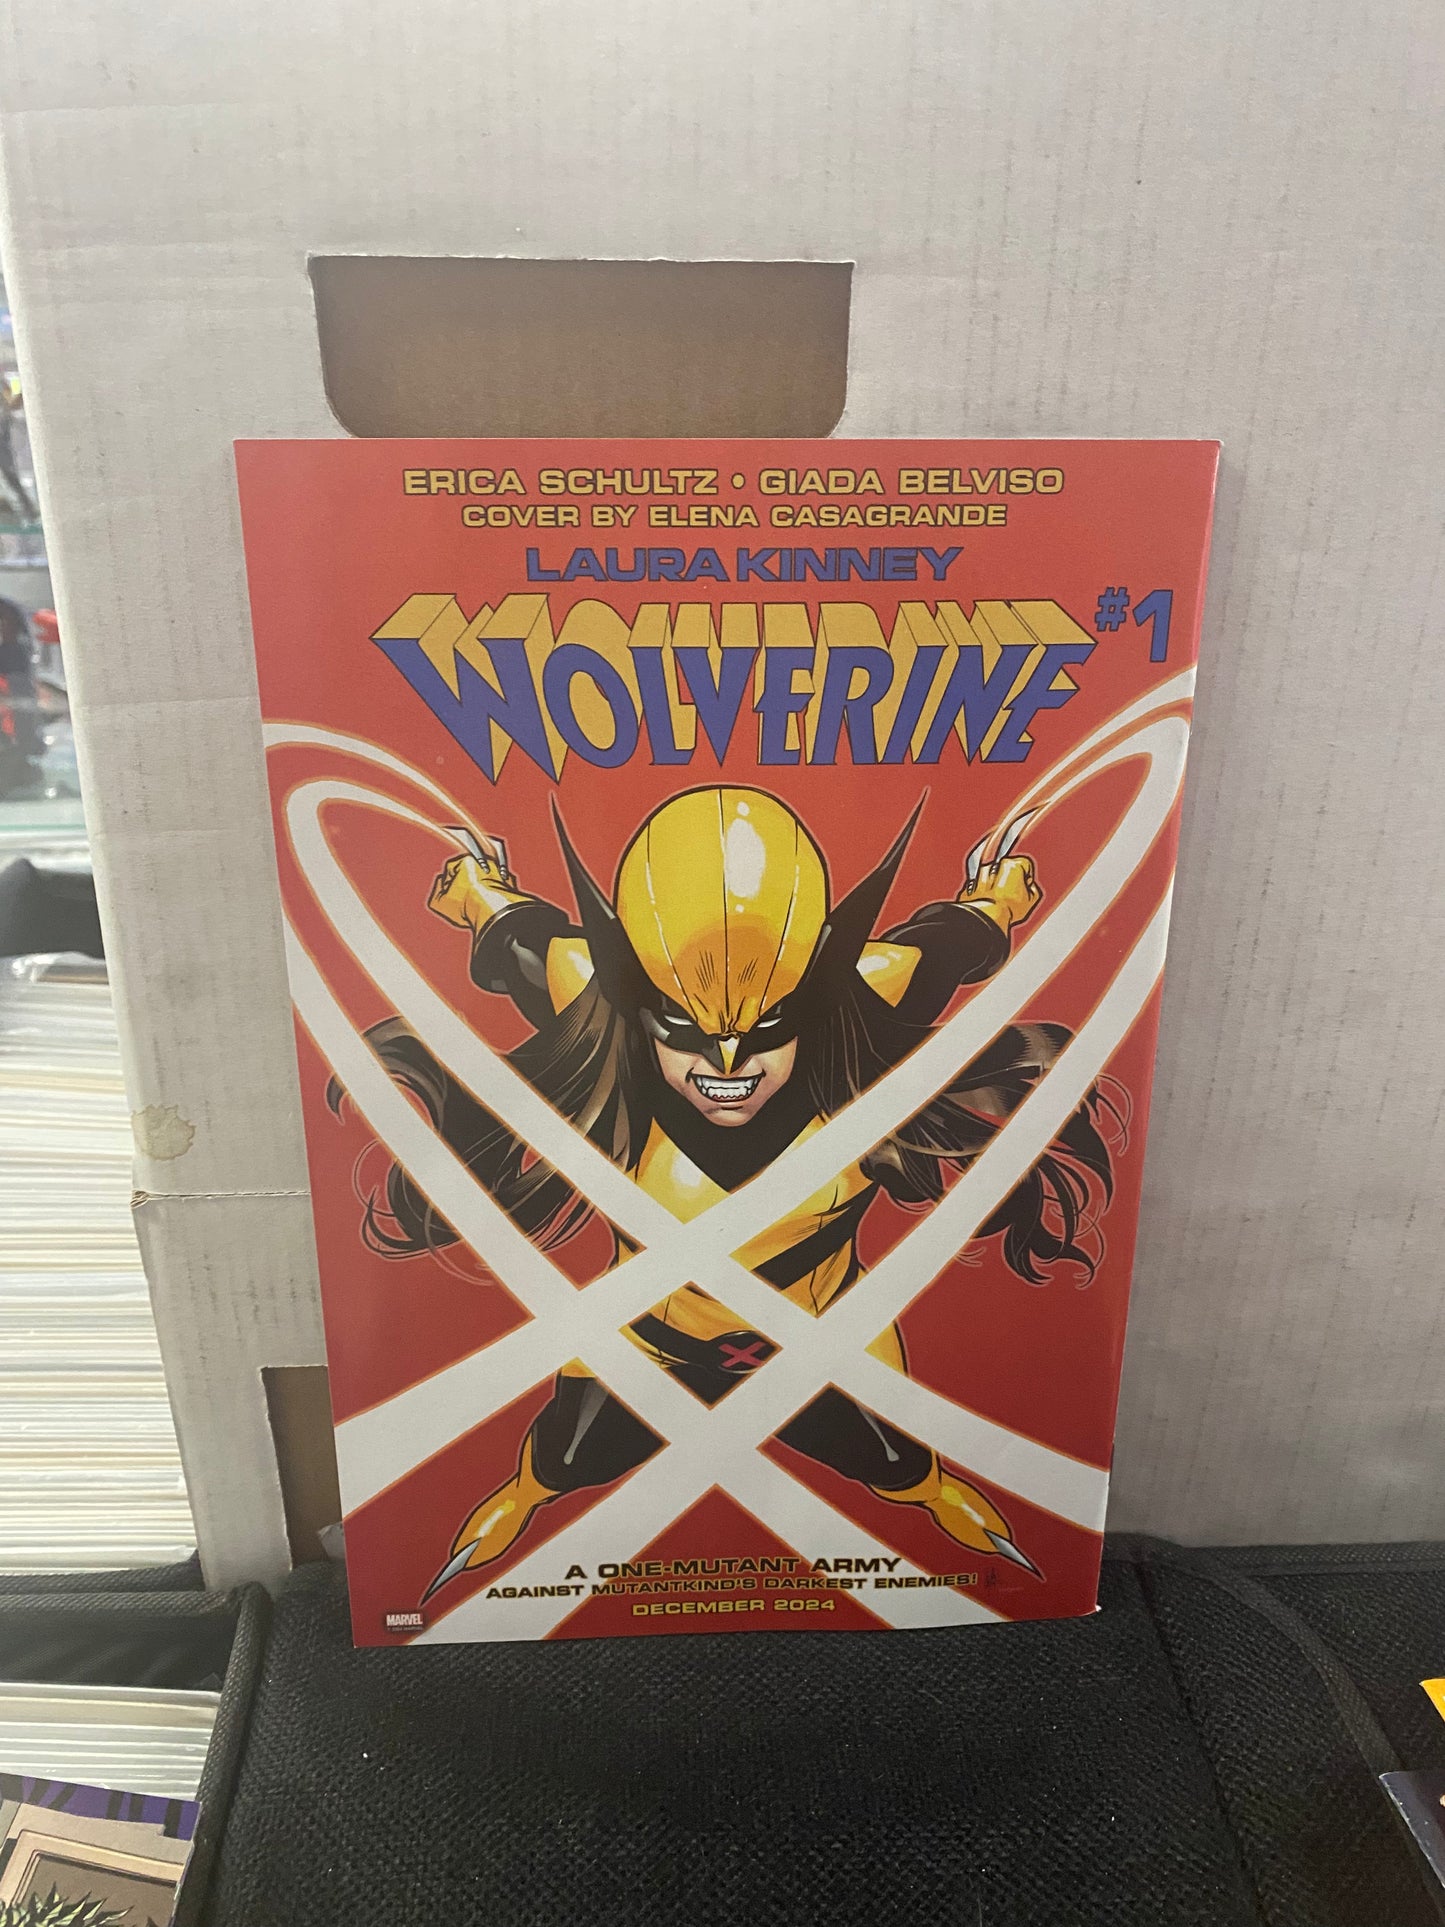 ERICA SCHULTZ • GIADA BELVISO
COVER BY ELENA CASAGRANDE
LAURA KINNEY
WOLVERINE #1
A ONE-MUTANT ARMY
AGAINST MUTANTKIND'S DARKEST ENEMIES!
DECEMBER 2024
MARVEL